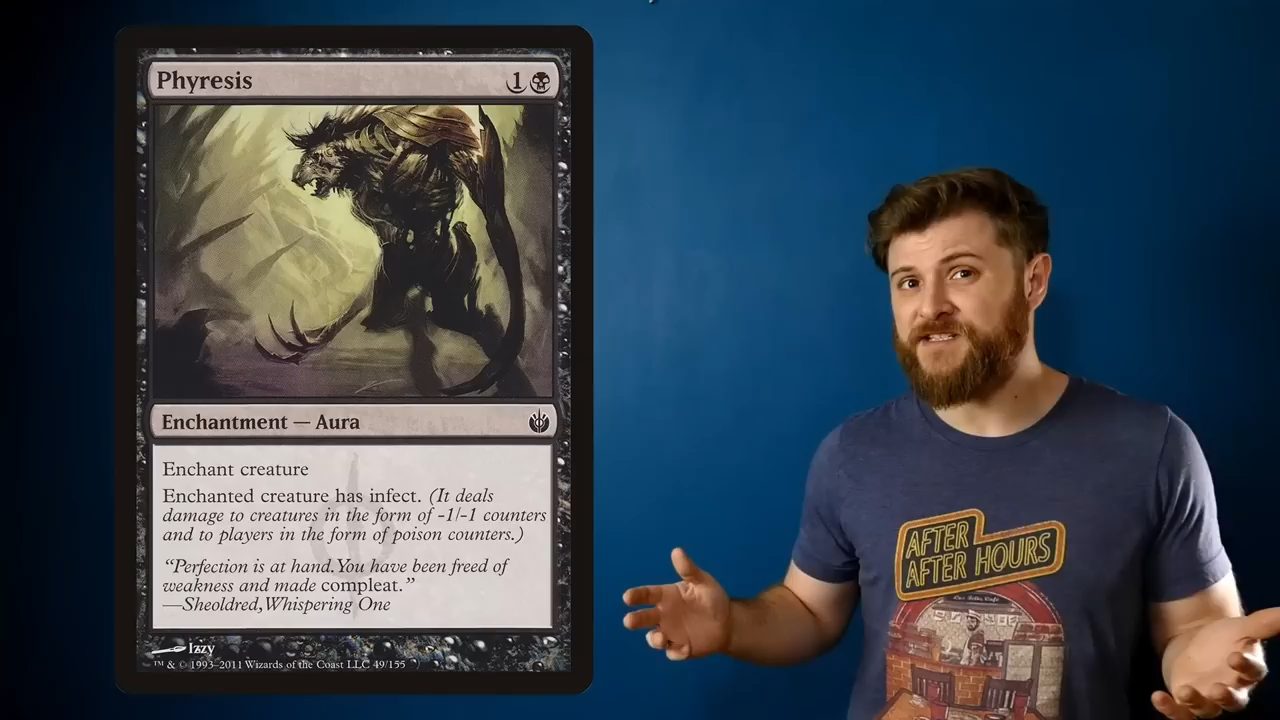 Phyresis 1
Enchantment — Aura
Enchant creature
Enchanted creature has infect. (It deals
damage to creatures in the form of -1/-1 counters
and to players in the form of poison counters.)
“Perfection is at hand. You have been freed of
weakness and made compleat.”
—Sheoldred, Whispering One
Izzy
™ & © 1993–2011 Wizards of the Coast LLC 49/155
AFTER
AFTER HOURS